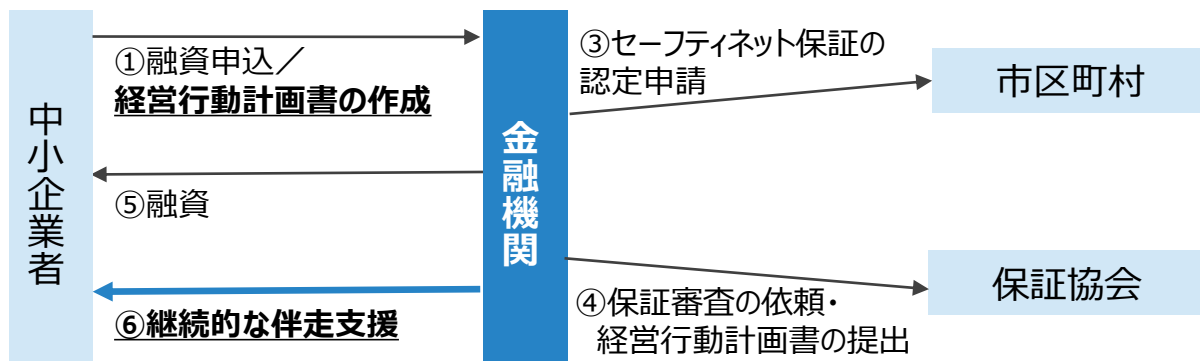 中小企業者
①融資申込／
経営行動計画書の作成
⑤融資
⑥継続的な伴走支援
金融機関
③セーフティネット保証の
認定申請
④保証審査の依頼・
経営行動計画書の提出
市区町村
保証協会